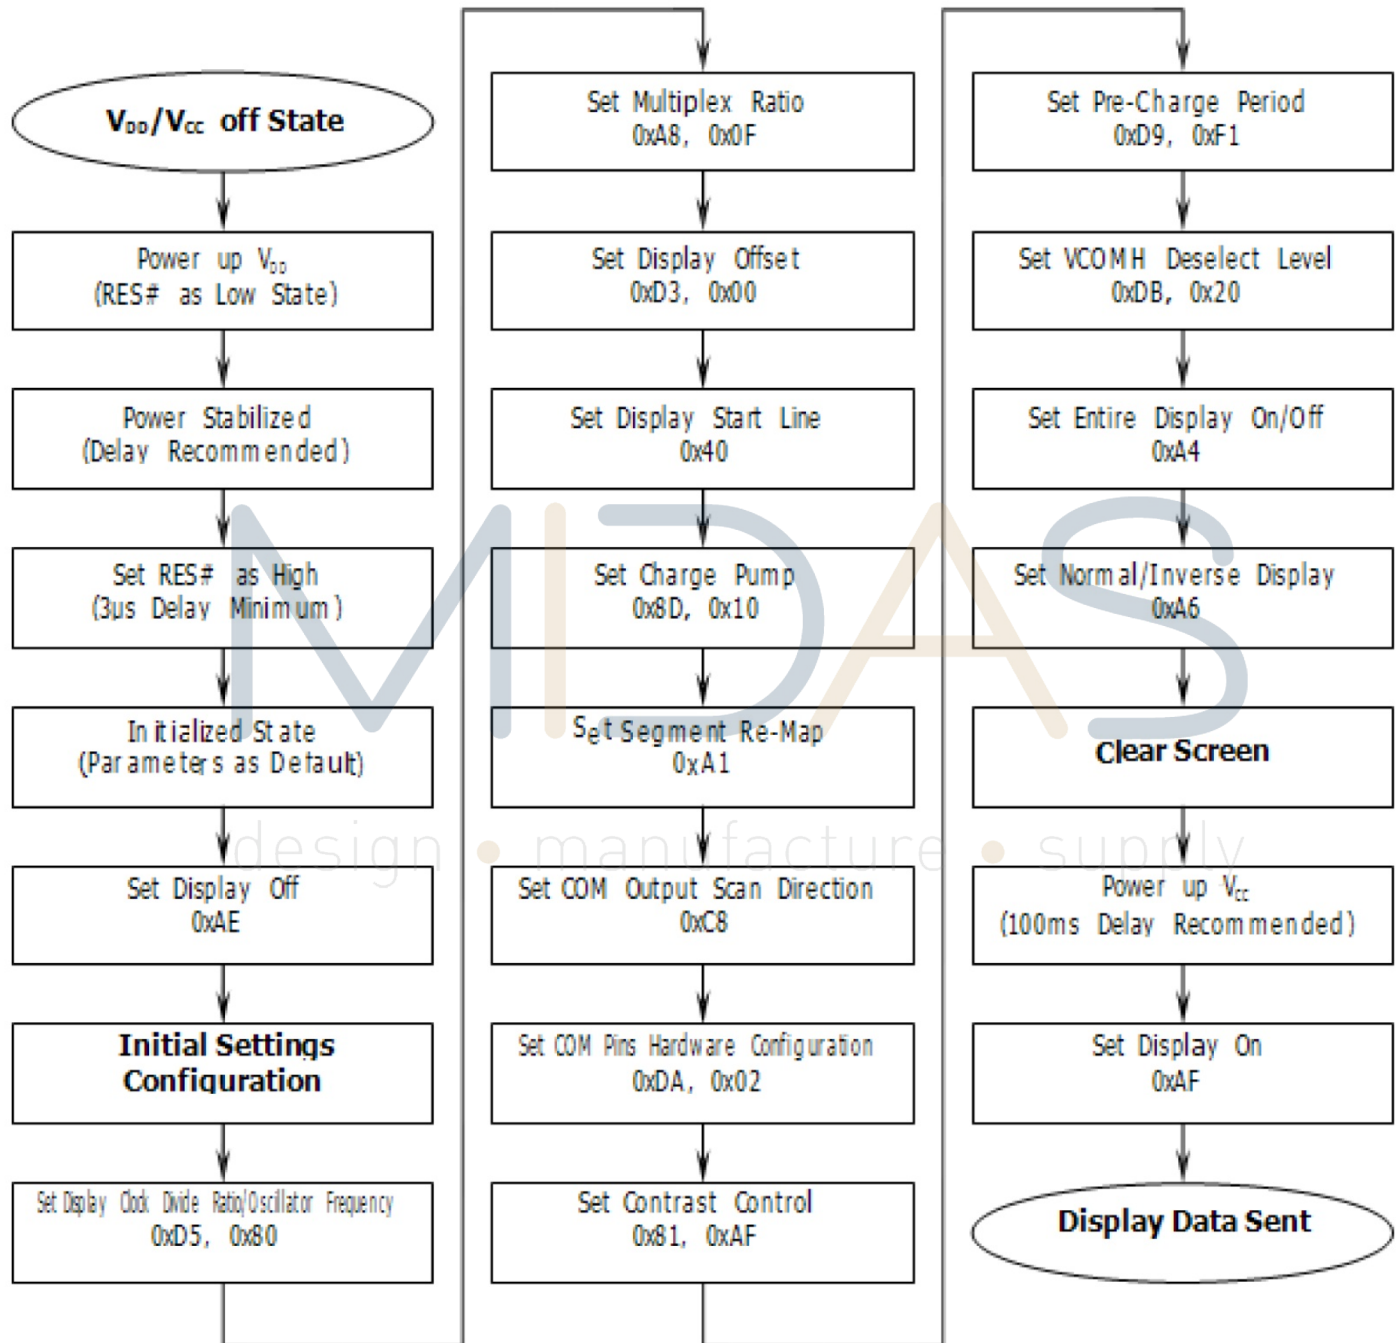 V_DD/V_CC off State
Power up V_DD
(RES# as Low State)
Power Stabilized
(Delay Recommended)
Set RES# as High
(3µs Delay Minimum)
Initialized State
(Parameters as Default)
Set Display Off
0xAE
Initial Settings
Configuration
Set Display Clock Divide Ratio/Oscillator Frequency
0xD5, 0x80
Set Multiplex Ratio
0xA8, 0x0F
Set Display Offset
0xD3, 0x00
Set Display Start Line
0x40
Set Charge Pump
0x8D, 0x10
Set Segment Re-Map
0xA1
Set COM Output Scan Direction
0xC8
Set COM Pins Hardware Configuration
0xDA, 0x02
Set Contrast Control
0x81, 0xAF
Set Pre-Charge Period
0xD9, 0xF1
Set VCOMH Deselect Level
0xDB, 0x20
Set Entire Display On/Off
0xA4
Set Normal/Inverse Display
0xA6
Clear Screen
Power up V_CC
(100ms Delay Recommended)
Set Display On
0xAF
Display Data Sent
MIDAS
design • manufacture • supply